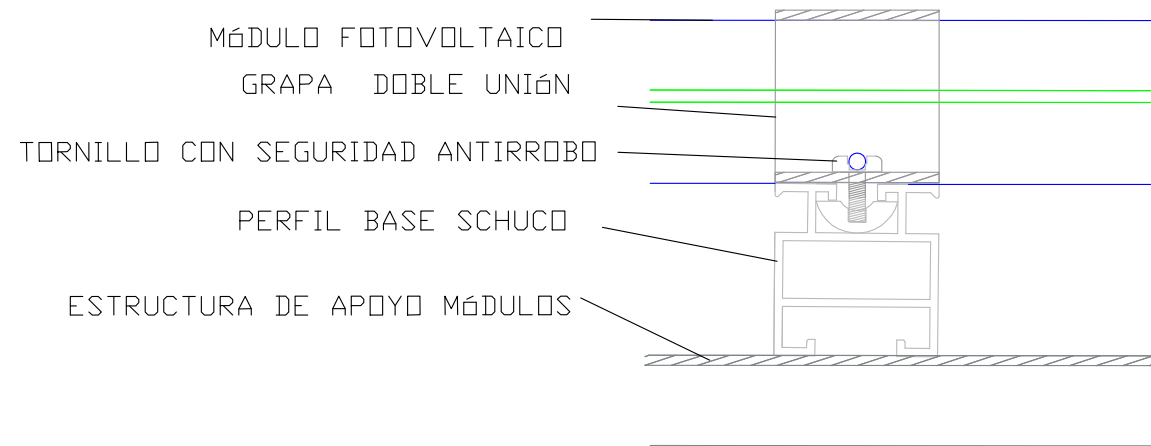 MóDULO FOTOVOLTAICO
GRAPA DOBLE UNIóN
TORNILLO CON SEGURIDAD ANTIRROBO
PERFIL BASE SCHUCO
ESTRUCTURA DE APOYO MóDULOS